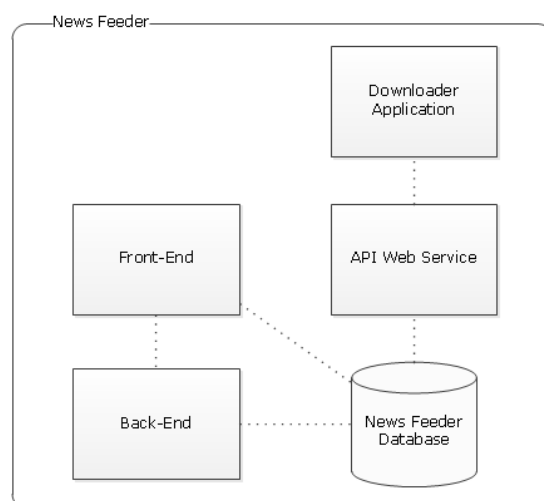 News Feeder
Downloader
Application
Front-End
API Web Service
Back-End
News Feeder
Database